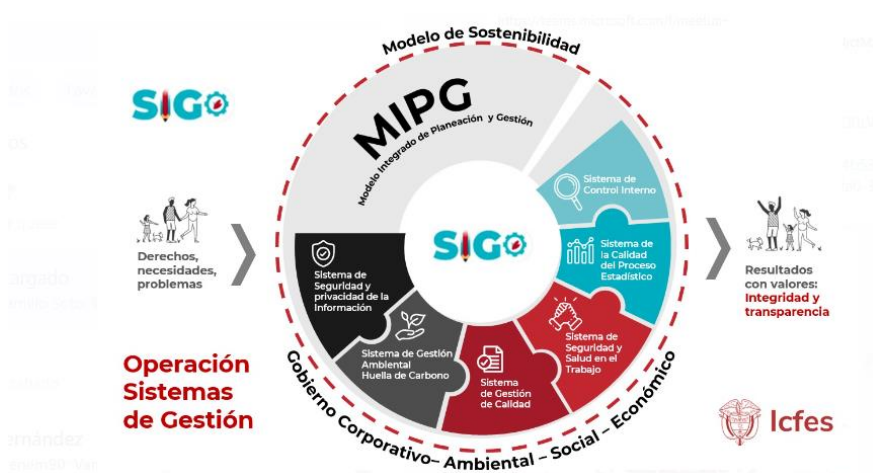 Modelo de Sostenibilidad
SIGO
MIPG
Modelo Integrado de Planeación y Gestión
Sistema de
Control Interno
Derechos,
necesidades,
problemas
SIGO
Sistema de
la Calidad
del Proceso
Estadístico
Resultados
con valores:
Integridad y
transparencia
Sistema de
Seguridad y
privacidad de la
Información
Sistema de Gestión
Ambiental
Huella de Carbono
Sistema
de Gestión
de Calidad
Sistema de
Seguridad y
Salud en el
Trabajo
Operación
Sistemas
de Gestión
Gobierno Corporativo– Ambiental – Social – Económico
Icfes